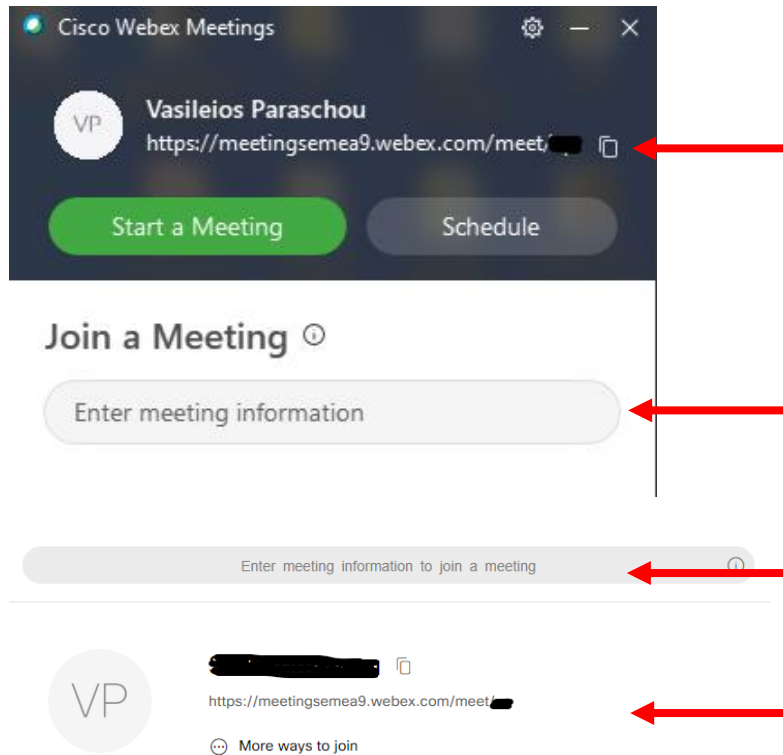 Cisco Webex Meetings
VP
Vasileios Paraschou
https://meetingsemea9.webex.com/meet/
Start a Meeting
Schedule
Join a Meeting
Enter meeting information
Enter meeting information to join a meeting
VP
https://meetingsemea9.webex.com/meet/
More ways to join